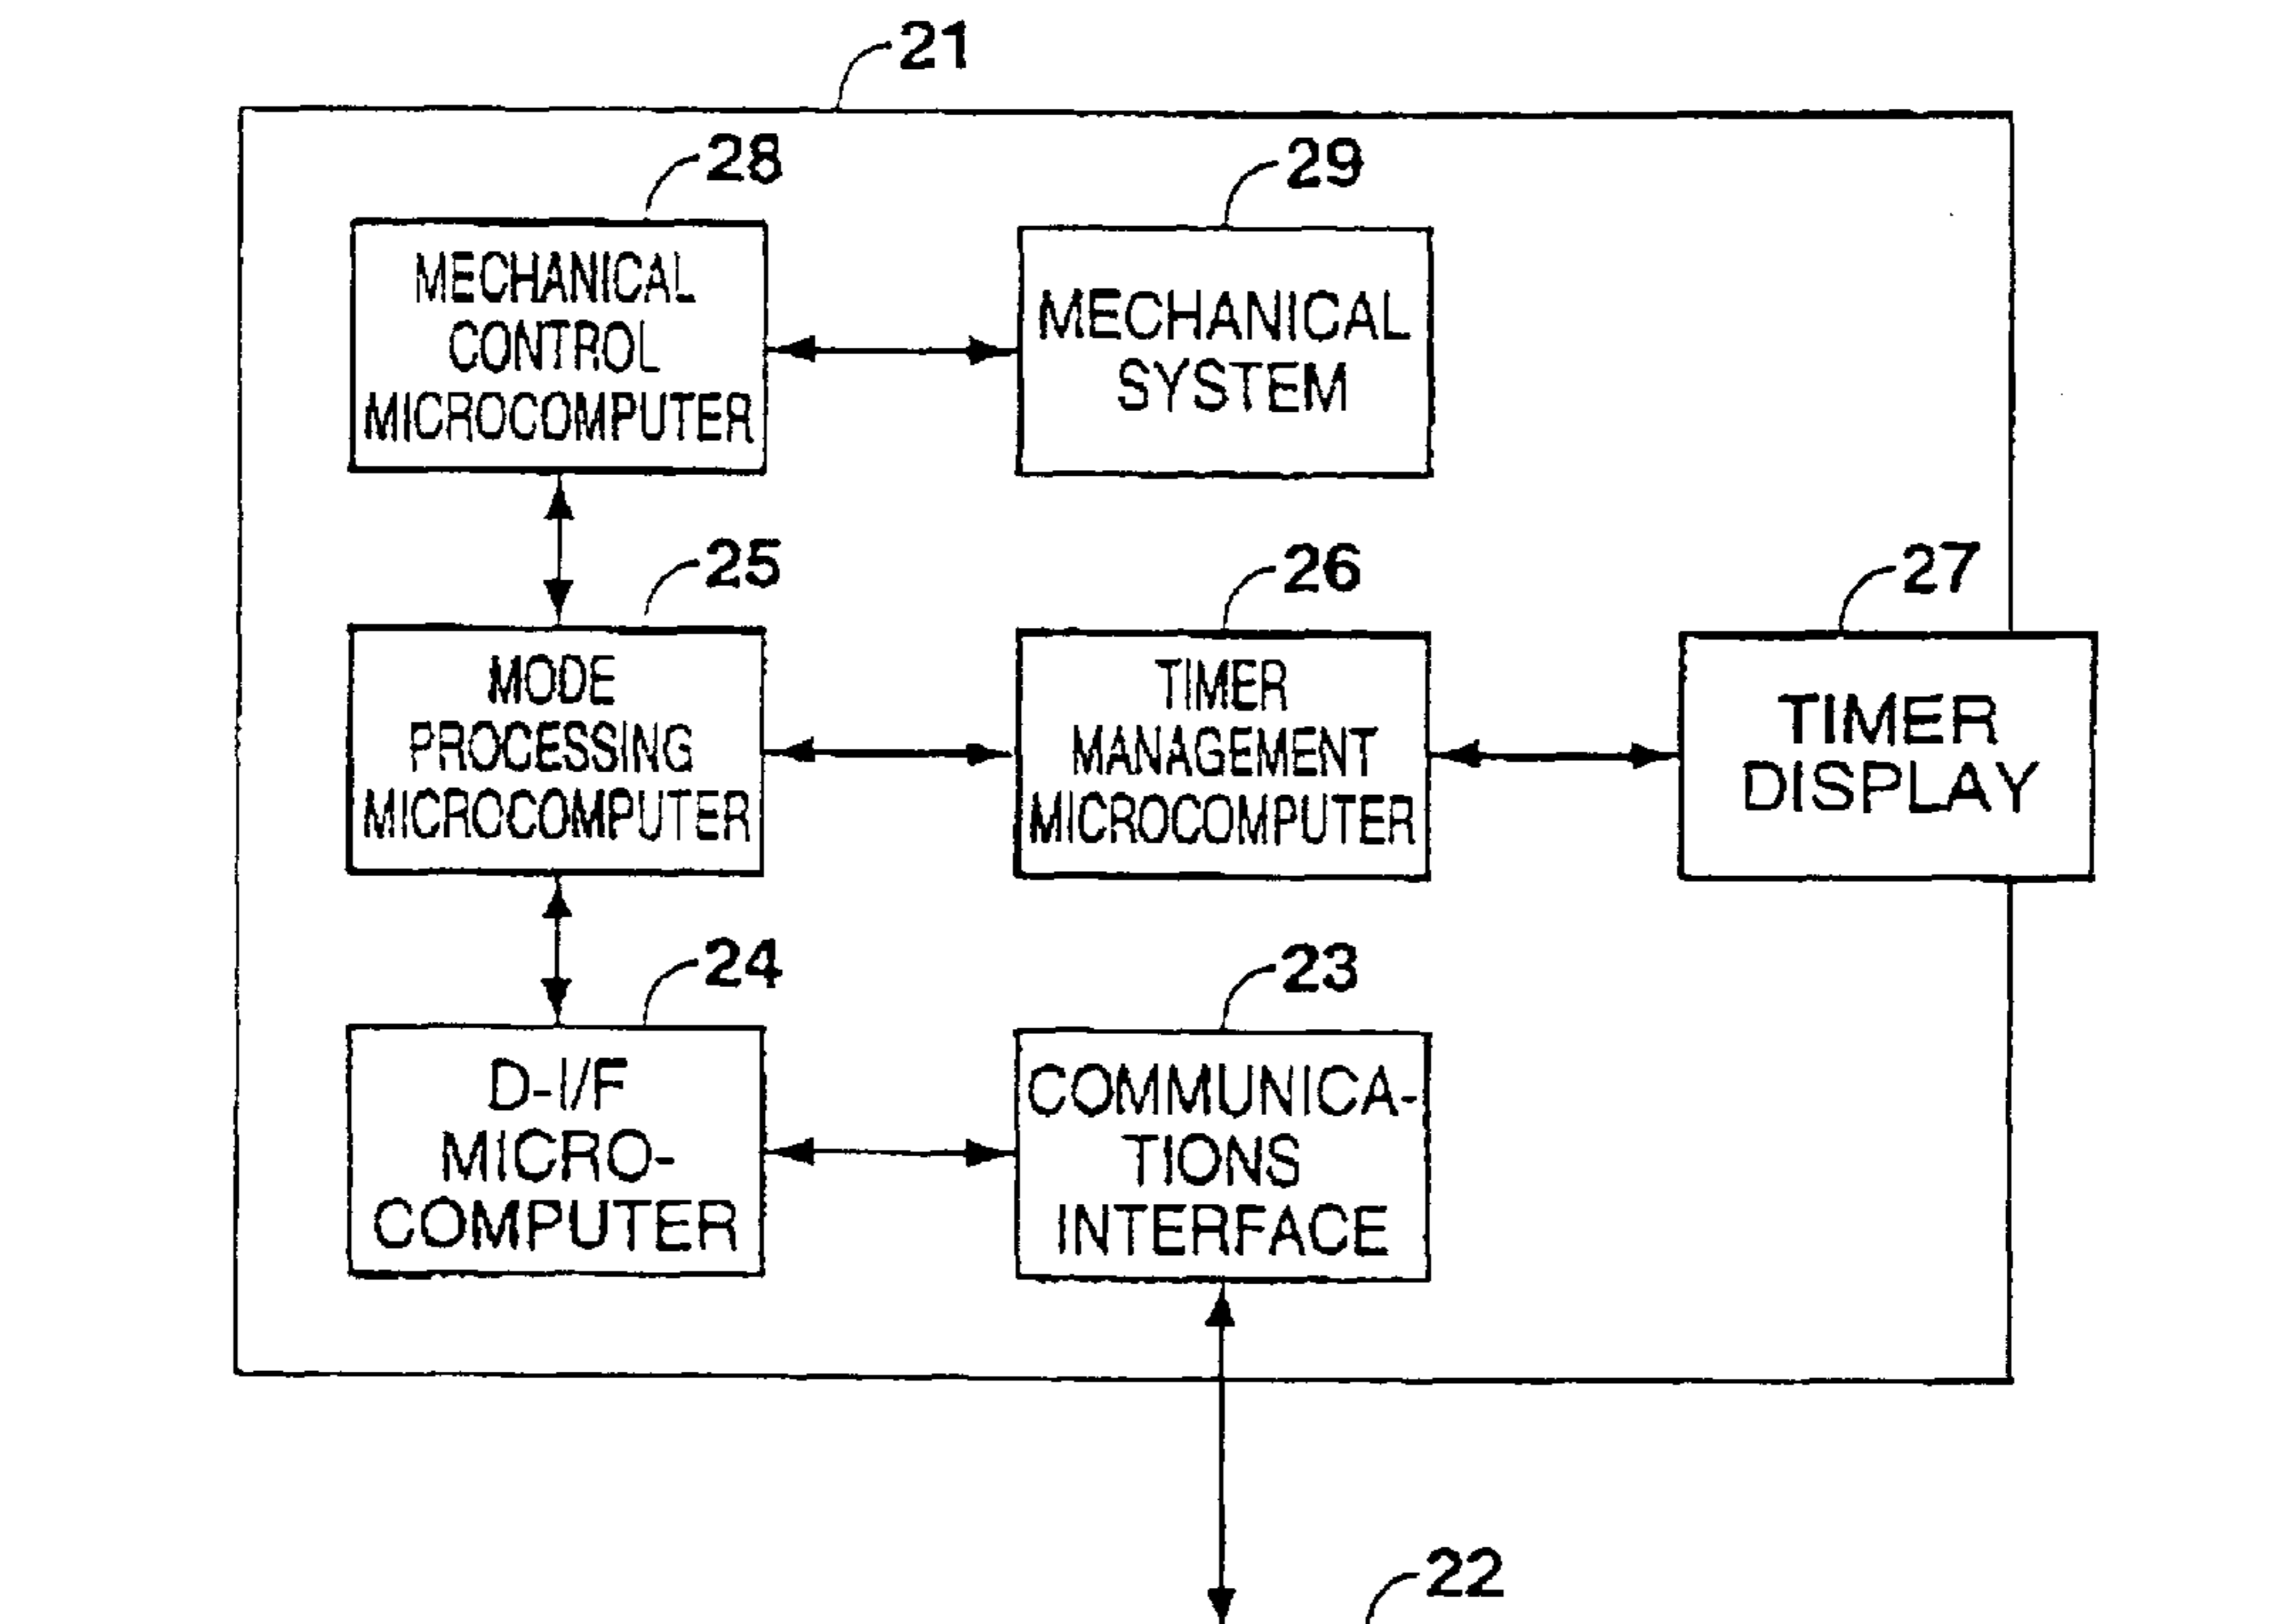 21
28
29
MECHANICAL
CONTROL
MICROCOMPUTER
MECHANICAL
SYSTEM
25
26
27
MODE
PROCESSING
MICROCOMPUTER
TIMER
MANAGEMENT
MICROCOMPUTER
TIMER
DISPLAY
24
23
D-I/F
MICRO-
COMPUTER
COMMUNICA-
TIONS
INTERFACE
22